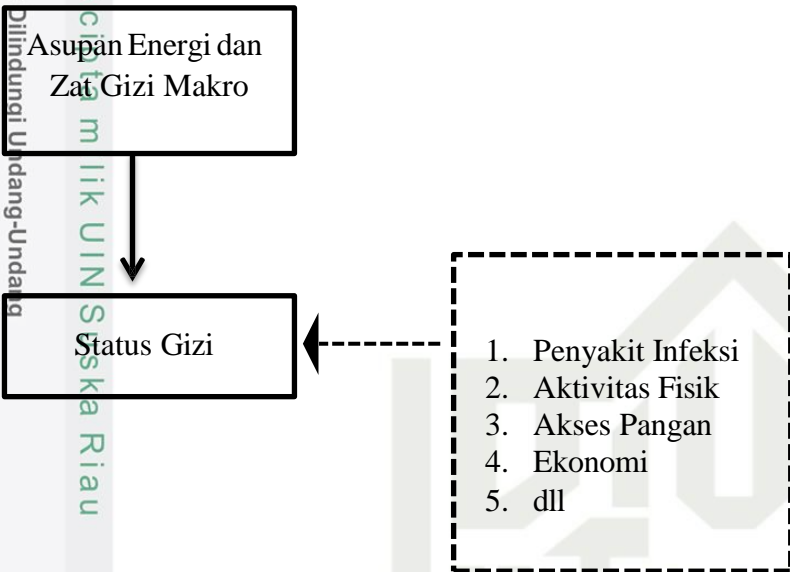 Asupan Energi dan
Zat Gizi Makro
Status Gizi
1. Penyakit Infeksi
2. Aktivitas Fisik
3. Akses Pangan
4. Ekonomi
5. dll
cipta milik UIN Suska Riau
Dilindungi Undang-Undang